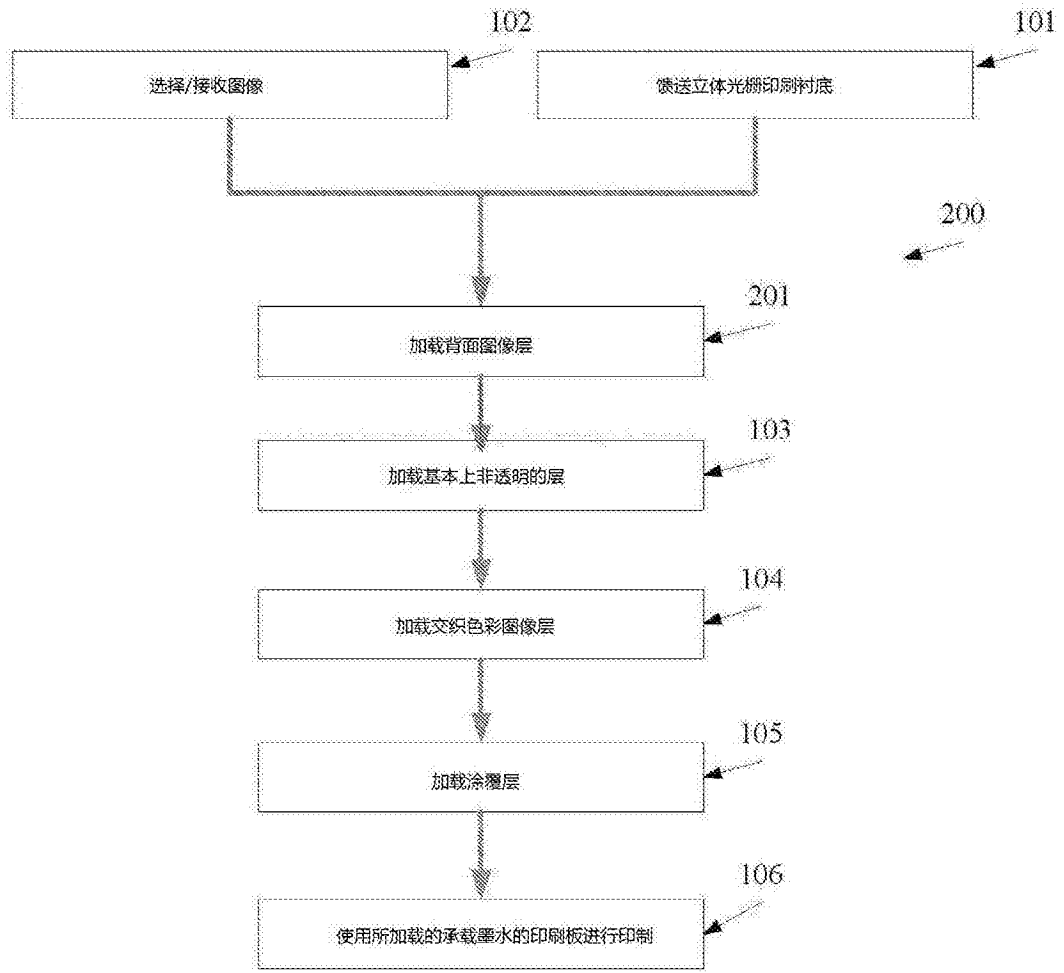 102
101
选择/接收图像
馈送立体光栅印刷衬底
200
201
加载背面图像层
103
加载基本上非透明的层
104
加载交织色彩图像层
105
加载涂覆层
106
使用所加载的承载墨水的印刷板进行印制